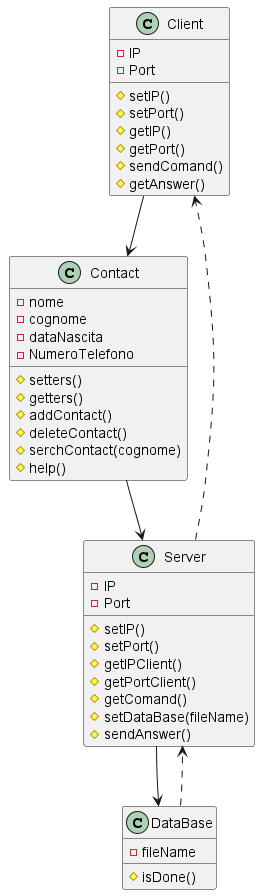 C Client
IP
Port
setIP()
setPort()
getIP()
getPort()
sendComand()
getAnswer()
C Contact
nome
cognome
dataNascita
NumeroTelefono
setters()
getters()
addContact()
deleteContact()
serchContact(cognome)
help()
C Server
IP
Port
setIP()
setPort()
getIPClient()
getPortClient()
getComand()
setDataBase(fileName)
sendAnswer()
C DataBase
fileName
isDone()